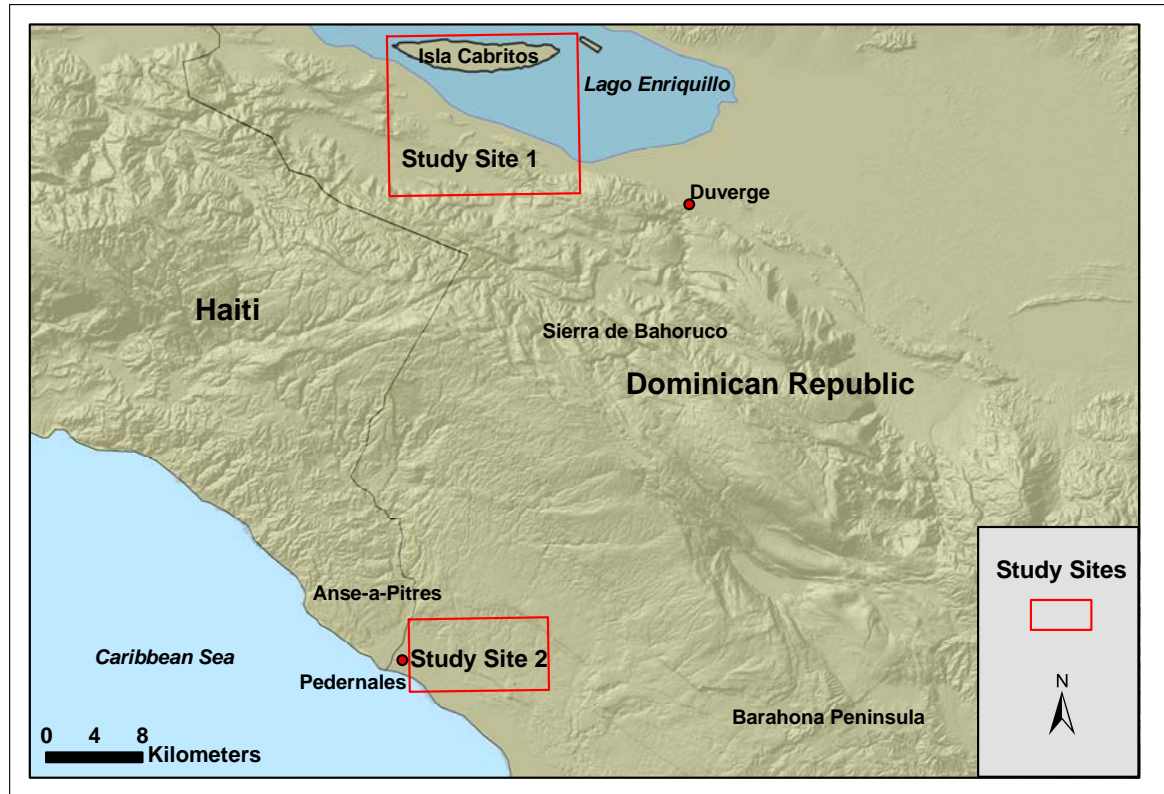 Isla Cabritos
Lago Enriquillo
Study Site 1
Duverge
Haiti
Sierra de Bahoruco
Dominican Republic
Study Sites
Anse-a-Pitres
Caribbean Sea
Study Site 2
Pedernales
N
Barahona Peninsula
0 4 8
Kilometers